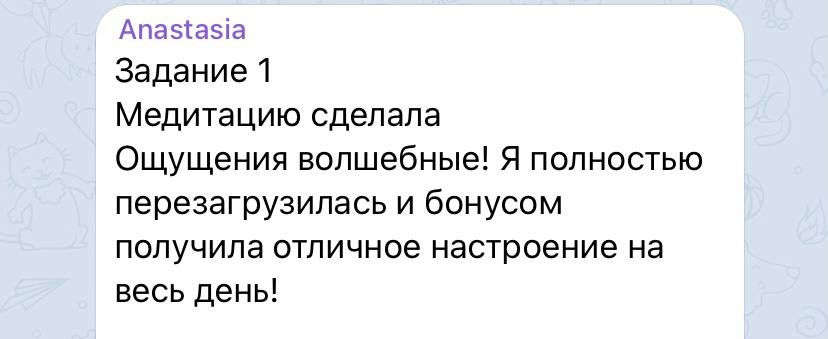 Anastasia
Задание 1
Медитацию сделала
Ощущения волшебные! Я полностью
перезагрузилась и бонусом
получила отличное настроение на
весь день!